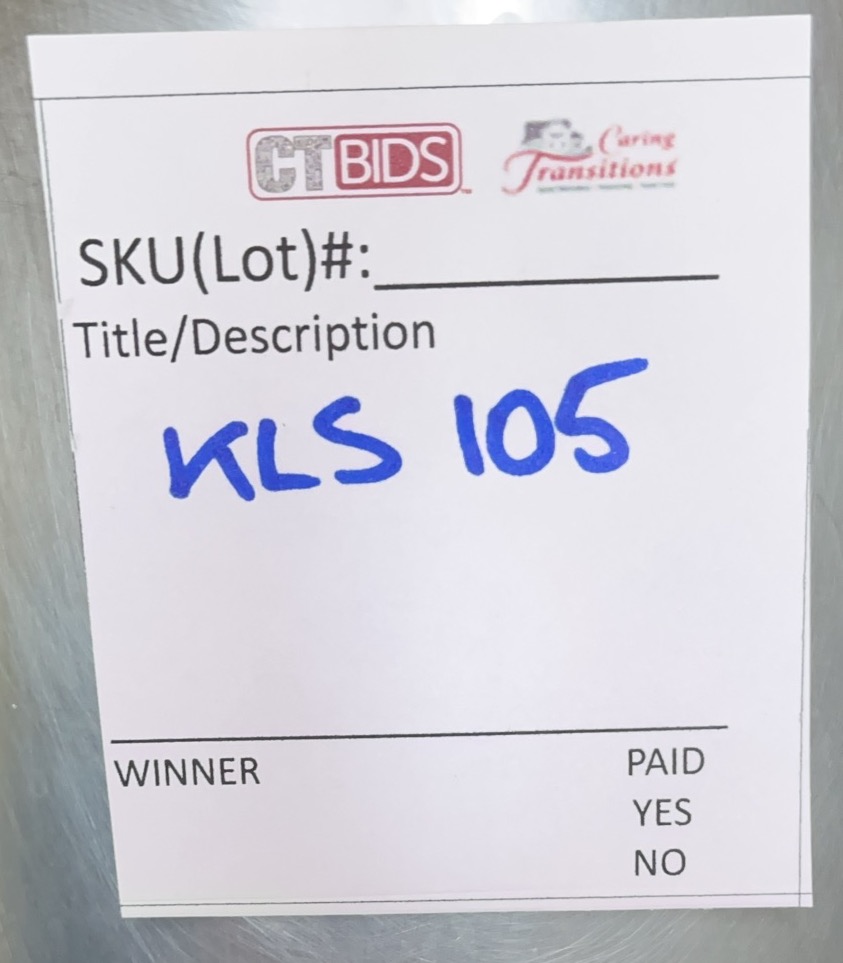 CTBIDS
Caring
Transitions
SKU(Lot)#:
Title/Description
KLS 105
WINNER PAID
YES
NO